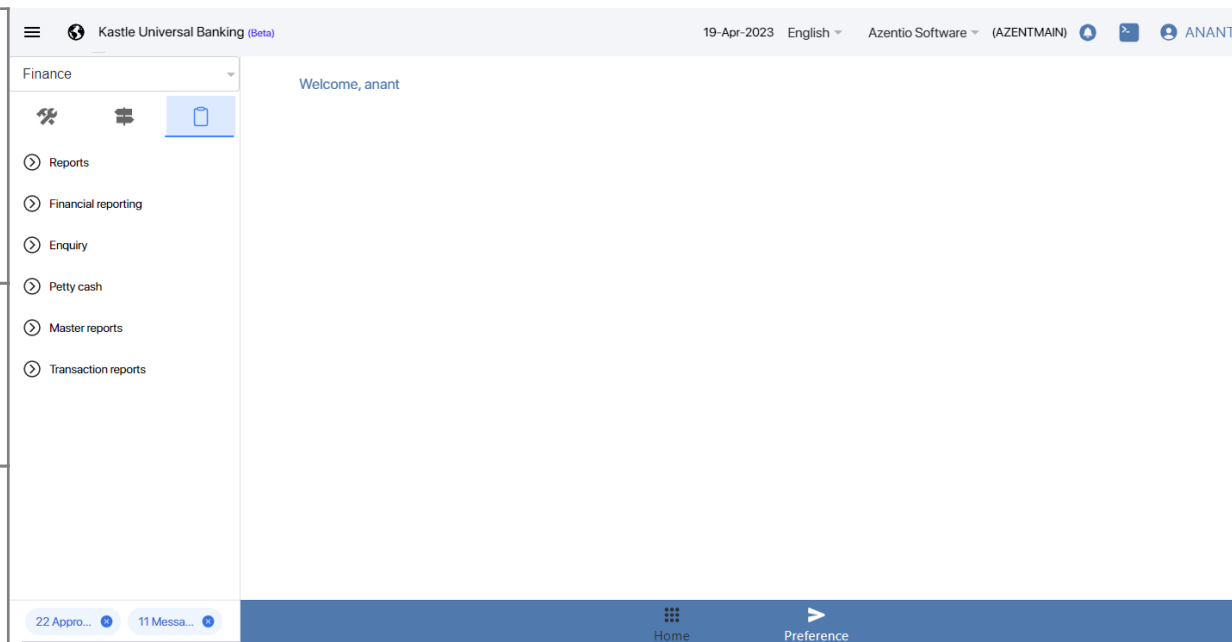 Kastle Universal Banking (Beta)
19-Apr-2023 English Azentio Software (AZENTMAIN) ANANT
Finance
Welcome, anant
Reports
Financial reporting
Enquiry
Petty cash
Master reports
Transaction reports
22 Appro... 11 Messa...
Home Preference